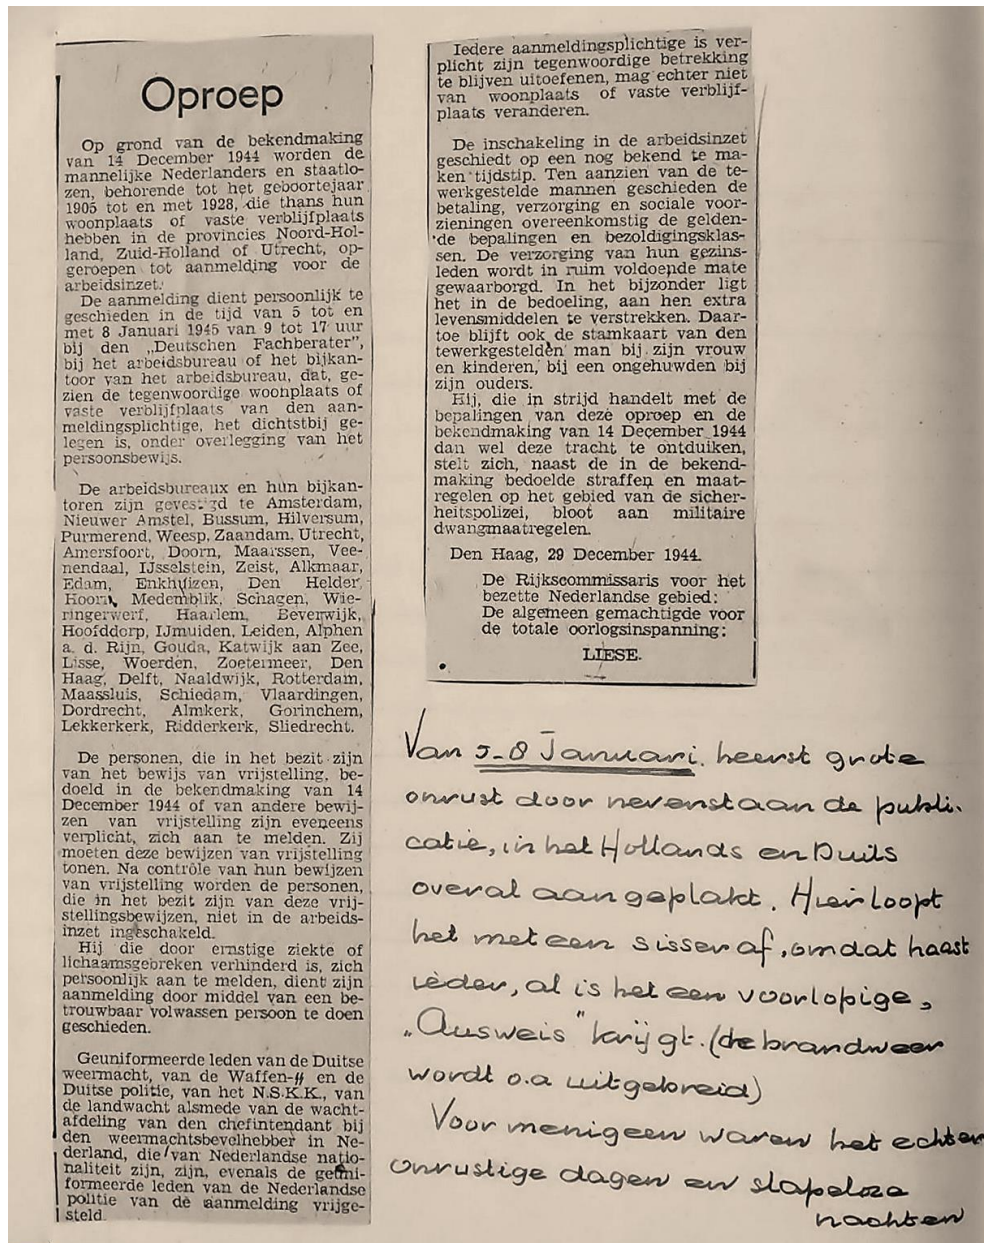 Oproep
Op grond van de bekendmaking
van 14 December 1944 worden de
mannelijke Nederlanders en staatlo-
zen, behorende tot het geboortejaar
1905 tot en met 1928, die thans hun
woonplaats of vaste verblijfplaats
hebben in de provincies Noord-Hol-
land, Zuid-Holland of Utrecht, op-
geroepen tot aanmelding voor de
arbeidsinzet.
De aanmelding dient persoonlijk te
geschieden in de tijd van 5 tot en
met 8 Januari 1945 van 9 tot 17 uur
bij den „Deutschen Fachberater”,
bij het arbeidsbureau of het bijkan-
toor van het arbeidsbureau, dat, ge-
zien de tegenwoordige woonplaats of
vaste verblijfplaats van den aan-
meldingsplichtige, het dichtstbij ge-
legen is, onder overlegging van het
persoonsbewijs.
De arbeidsbureaux en hun bijkan-
toren zijn gevestigd te Amsterdam,
Nieuwer Amstel, Bussum, Hilversum,
Purmerend, Weesp, Zaandam, Utrecht,
Amersfoort, Doorn, Maarssen, Vee-
nendaal, IJsselstein, Zeist, Alkmaar,
Edam, Enkhuizen, Den Helder,
Hoorn, Medemblik, Schagen, Wie-
ringerwerf, Haarlem, Beverwijk,
Hoofddorp, IJmuiden, Leiden, Alphen
a. d. Rijn, Gouda, Katwijk aan Zee,
Lisse, Woerden, Zoetermeer, Den
Haag, Delft, Naaldwijk, Rotterdam,
Maassluis, Schiedam, Vlaardingen,
Dordrecht, Almkerk, Gorinchem,
Lekkerkerk, Ridderkerk, Sliedrecht.
De personen, die in het bezit zijn
van het bewijs van vrijstelling, be-
doeld in de bekendmaking van 14
December 1944 of van andere bewij-
zen van vrijstelling zijn eveneens
verplicht, zich aan te melden. Zij
moeten deze bewijzen van vrijstelling
tonen. Na contrôle van hun bewijzen
van vrijstelling worden de personen,
die in het bezit zijn van deze vrij-
stellingsbewijzen, niet in de arbeids-
inzet ingeschakeld.
Hij die door ernstige ziekte of
lichaamsgebreken verhinderd is, zich
persoonlijk aan te melden, dient zijn
aanmelding door middel van een be-
trouwbaar volwassen persoon te doen
geschieden.
Geuniformeerde leden van de Duitse
weermacht, van de Waffen-SS en de
Duitse politie, van het N.S.K.K., van
de landwacht alsmede van de wacht-
afdeling van den chefintendant bij
den weermachtsbevelhebber in Ne-
derland, die van Nederlandse natio-
naliteit zijn, zijn, evenals de geüni-
formeerde leden van de Nederlandse
politie van de aanmelding vrijge-
steld.
Iedere aanmeldingsplichtige is ver-
plicht zijn tegenwoordige betrekking
te blijven uitoefenen, mag echter niet
van woonplaats of vaste verblijf-
plaats veranderen.
De inschakeling in de arbeidsinzet
geschiedt op een nog bekend te ma-
ken tijdstip. Ten aanzien van de te-
werkgestelde mannen geschieden de
betaling, verzorging en sociale voor-
zieningen overeenkomstig de gelden-
de bepalingen en bezoldigingsklas-
sen. De verzorging van hun gezins-
leden wordt in ruim voldoende mate
gewaarborgd. In het bijzonder ligt
het in de bedoeling, aan hen extra
levensmiddelen te verstrekken. Daar-
toe blijft ook de stamkaart van den
tewerkgestelden man bij zijn vrouw
en kinderen, bij een ongehuwden bij
zijn ouders.
Hij, die in strijd handelt met de
bepalingen van deze oproep en de
bekendmaking van 14 December 1944
dan wel deze tracht te ontduiken,
stelt zich, naast de in de bekend-
making bedoelde straffen en maat-
regelen op het gebied van de sicher-
heitspolizei, bloot aan militaire
dwangmaatregelen.
Den Haag, 29 December 1944.
De Rijkscommissaris voor het
bezette Nederlandse gebied:
De algemeen gemachtigde voor
de totale oorlogsinspanning:
LIESE.
Van 5-8 Januari heerst grote
onrust door nevenstaande publi-
catie, in het Hollands en Duits
overal aangeplakt. Hier loopt
het met een sisser af, omdat haast
ieder, al is het een voorlopige,
„Ausweis” krijgt. (de brandweer
wordt o.a uitgebreid)
Voor menigeen waren het echter
onrustige dagen en slapeloze
nachten